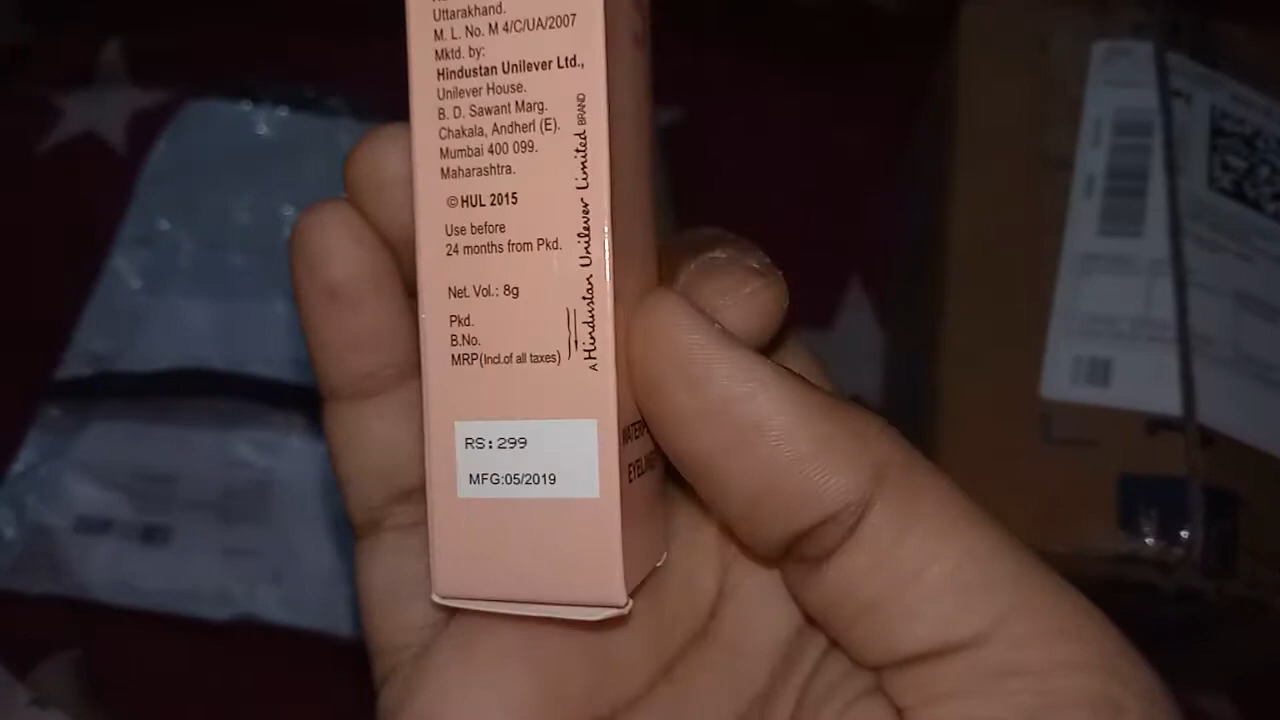 Uttarakhand.
M. L. No. M 4/C/UA/2007
Mktd. by:
Hindustan Unilever Ltd.,
Unilever House.
B. D. Sawant Marg.
Chakala, Andheri (E).
Mumbai 400 099.
Maharashtra.
© HUL 2015
Use before
24 months from Pkd.
Net. Vol.: 8g
Pkd.
B.No.
MRP(Incl.of all taxes)
A Hindustan Unilever Limited BRAND
RS:299
MFG:05/2019